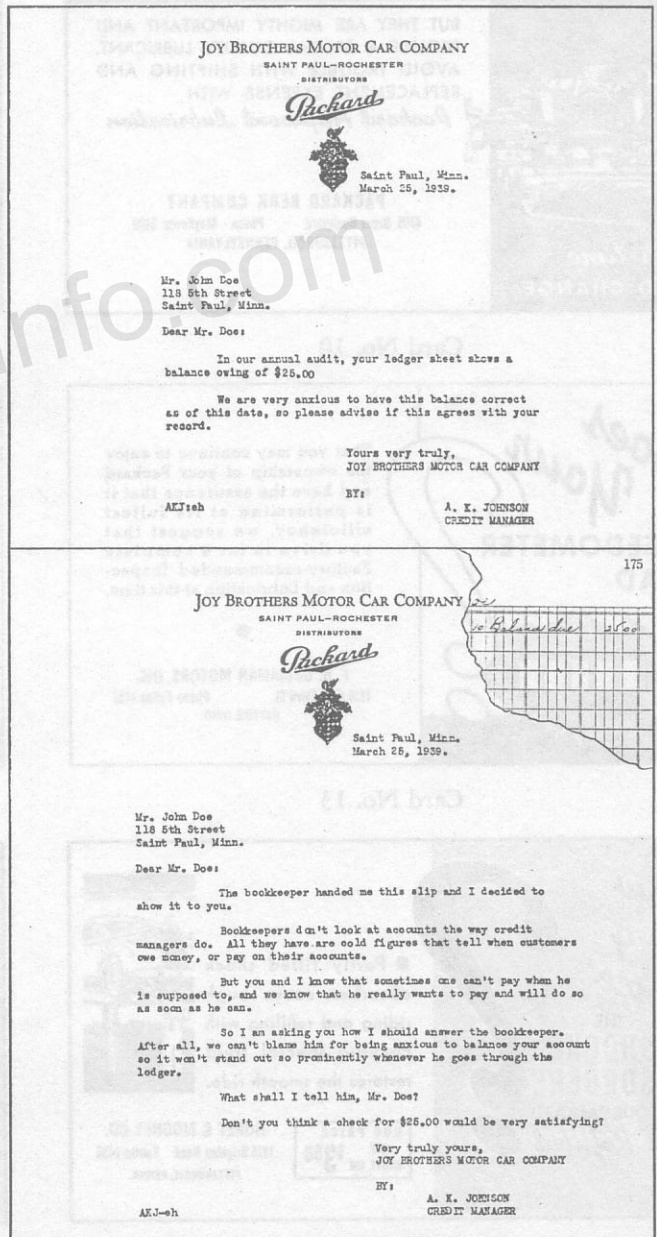 JOY BROTHERS MOTOR CAR COMPANY
SAINT PAUL–ROCHESTER
DISTRIBUTORS
Packard
Saint Paul, Minn.
March 25, 1939.
Mr. John Doe
118 5th Street
Saint Paul, Minn.
Dear Mr. Doe:
In our annual audit, your ledger sheet shows a
balance owing of $25.00
We are very anxious to have this balance correct
as of this date, so please advise if this agrees with your
record.
Yours very truly,
JOY BROTHERS MOTOR CAR COMPANY
BY:
AKJ:eh
A. K. JOHNSON
CREDIT MANAGER
175
JOY BROTHERS MOTOR CAR COMPANY
SAINT PAUL–ROCHESTER
DISTRIBUTORS
Packard
10 Balance due 25 00
Saint Paul, Minn.
March 25, 1939.
Mr. John Doe
118 5th Street
Saint Paul, Minn.
Dear Mr. Doe:
The bookkeeper handed me this slip and I decided to
show it to you.
Bookkeepers don't look at accounts the way credit
managers do. All they have are cold figures that tell when customers
owe money, or pay on their accounts.
But you and I know that sometimes one can't pay when he
is supposed to, and we know that he really wants to pay and will do so
as soon as he can.
So I am asking you how I should answer the bookkeeper.
After all, we can't blame him for being anxious to balance your account
so it won't stand out so prominently whenever he goes through the
ledger.
What shall I tell him, Mr. Doe?
Don't you think a check for $25.00 would be very satisfying?
Very truly yours,
JOY BROTHERS MOTOR CAR COMPANY
BY:
A. K. JOHNSON
AKJ-eh CREDIT MANAGER
info.com
Card No. 10
Card No. 13